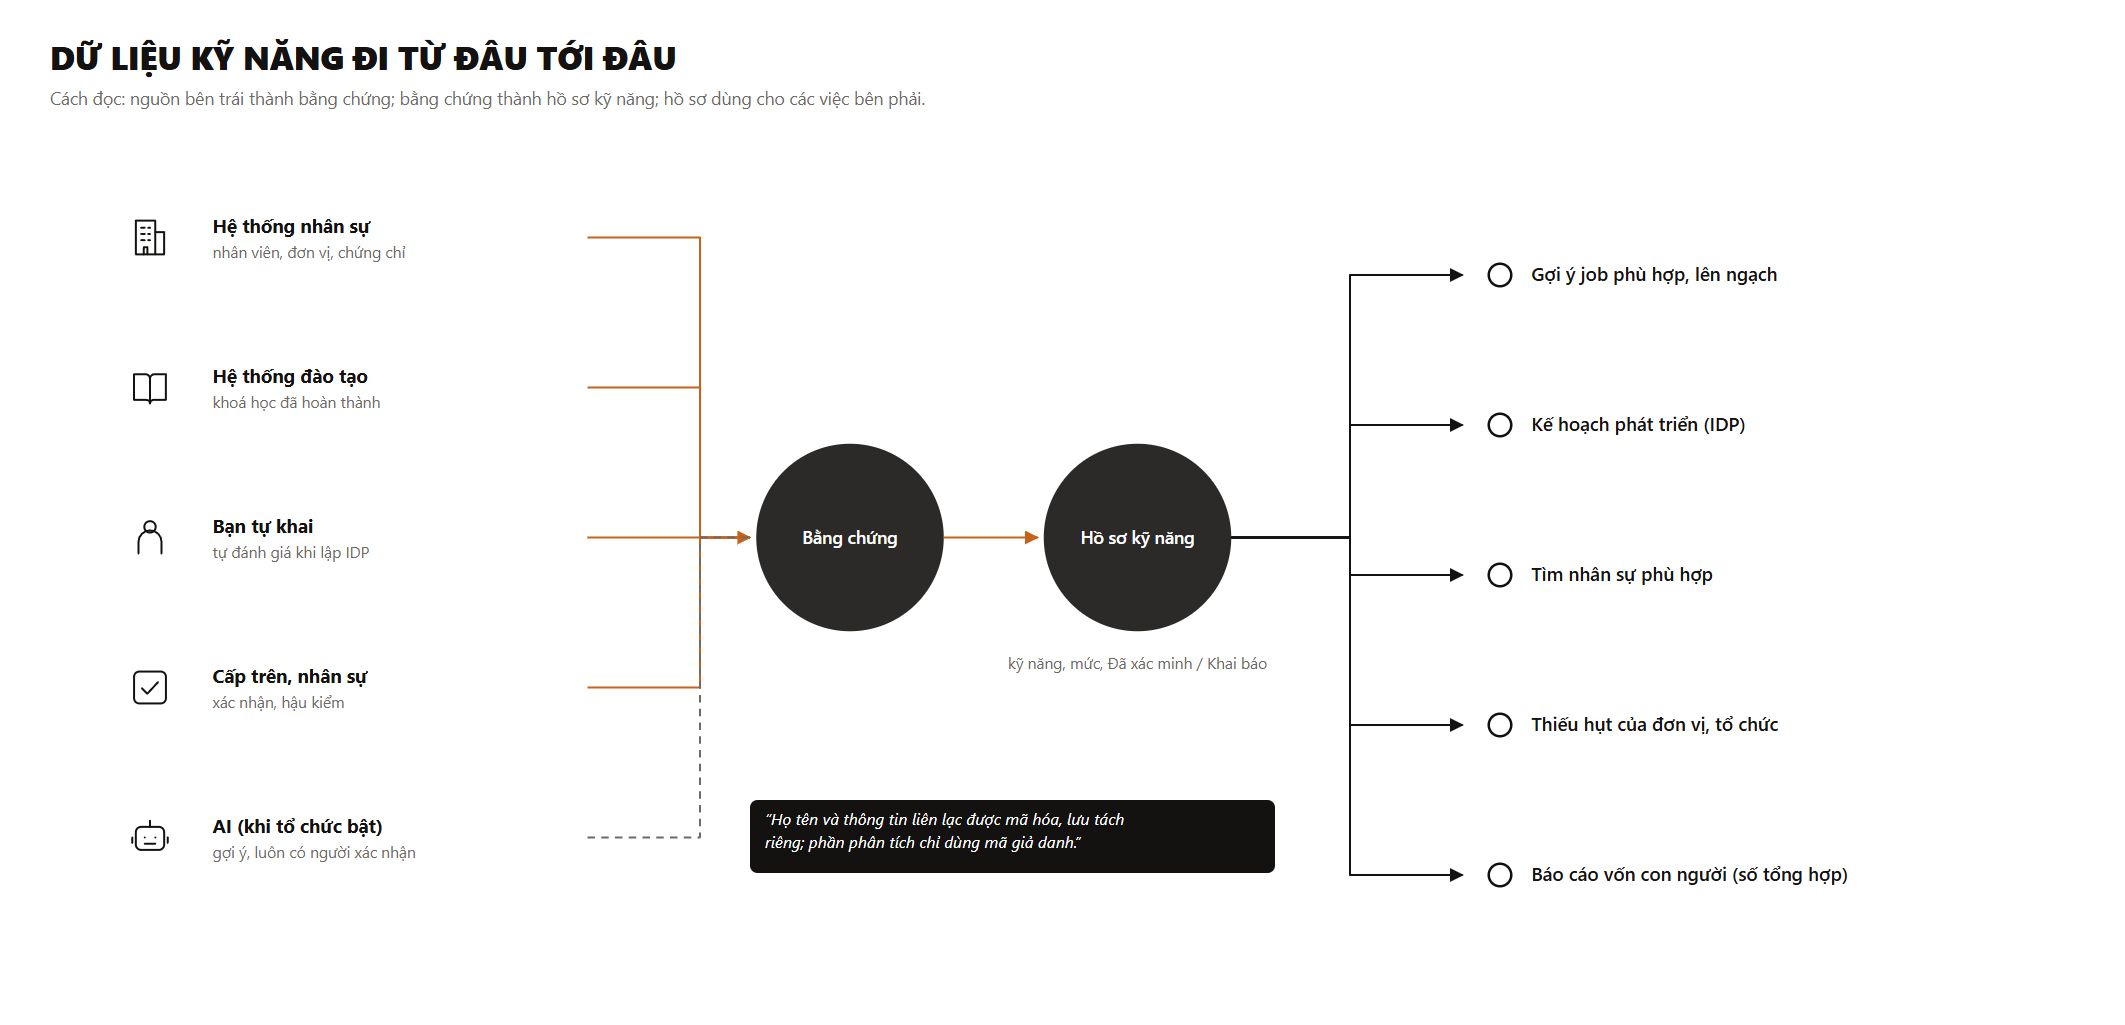 DỮ LIỆU KỸ NĂNG ĐI TỪ ĐÂU TỚI ĐÂU
Cách đọc: nguồn bên trái thành bằng chứng; bằng chứng thành hồ sơ kỹ năng; hồ sơ dùng cho các việc bên phải.
Hệ thống nhân sự
nhân viên, đơn vị, chứng chỉ
Hệ thống đào tạo
khoá học đã hoàn thành
Bạn tự khai
tự đánh giá khi lập IDP
Cấp trên, nhân sự
xác nhận, hậu kiểm
AI (khi tổ chức bật)
gợi ý, luôn có người xác nhận
Bằng chứng
Hồ sơ kỹ năng
kỹ năng, mức, Đã xác minh / Khai báo
“Họ tên và thông tin liên lạc được mã hóa, lưu tách
riêng; phần phân tích chỉ dùng mã giả danh.”
Gợi ý job phù hợp, lên ngạch
Kế hoạch phát triển (IDP)
Tìm nhân sự phù hợp
Thiếu hụt của đơn vị, tổ chức
Báo cáo vốn con người (số tổng hợp)